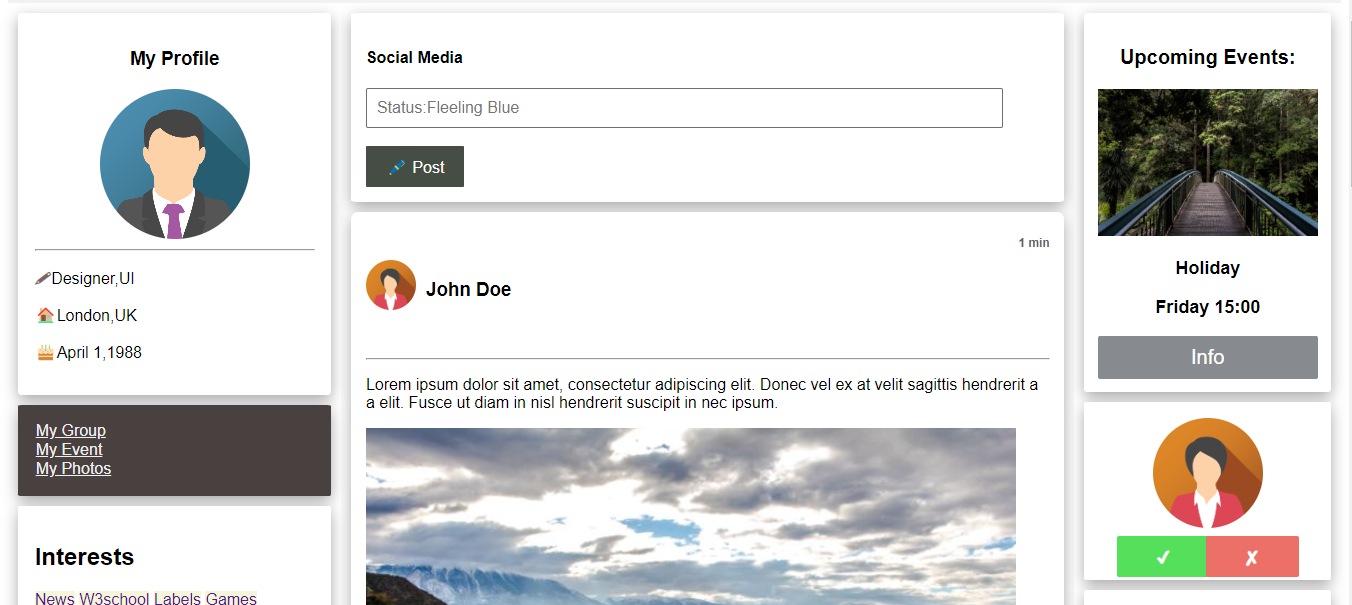 My Profile
Designer,UI
London,UK
April 1,1988
My Group
My Event
My Photos
Interests
News W3school Labels Games
Social Media
Status:Fleeling Blue
Post
1 min
John Doe
Lorem ipsum dolor sit amet, consectetur adipiscing elit. Donec vel ex at velit sagittis hendrerit a
a elit. Fusce ut diam in nisl hendrerit suscipit in nec ipsum.
Upcoming Events:
Holiday
Friday 15:00
Info